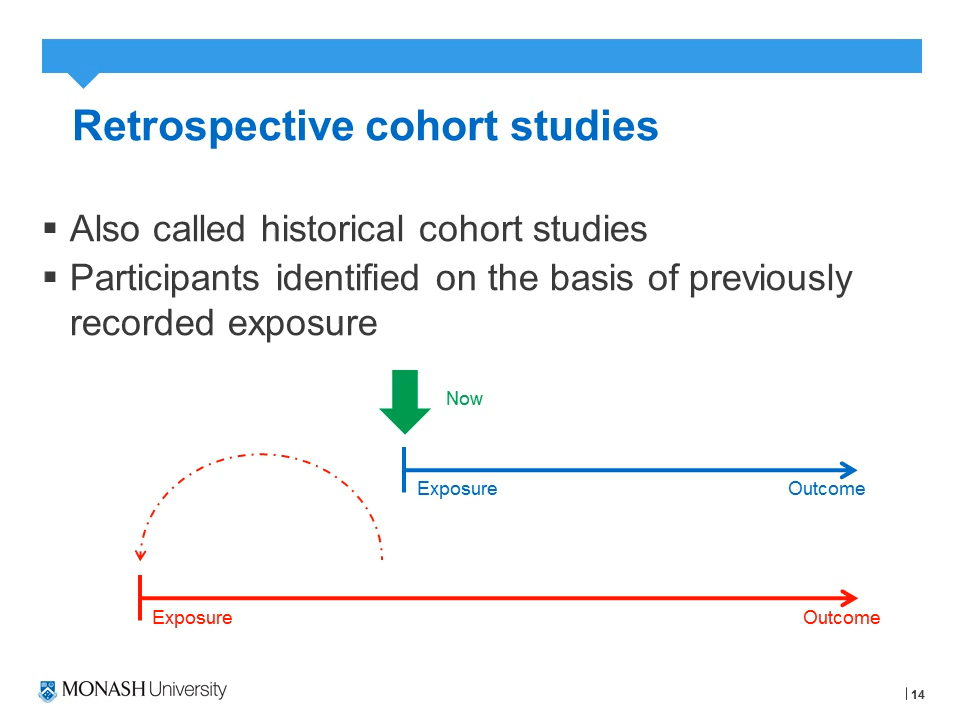 Retrospective cohort studies
▪ Also called historical cohort studies
▪ Participants identified on the basis of previously
recorded exposure
Now
Exposure
Outcome
Exposure
Outcome
MONASH University
14